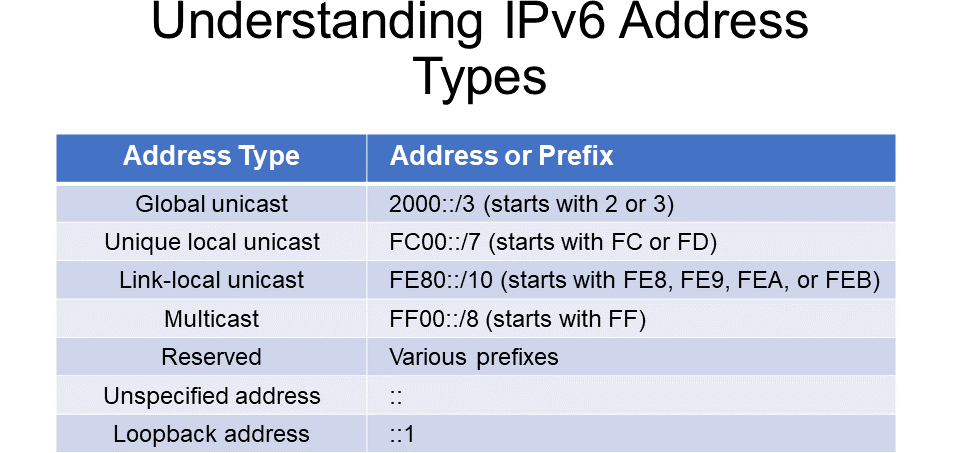 Understanding IPv6 Address
Types
Address Type Address or Prefix
Global unicast 2000::/3 (starts with 2 or 3)
Unique local unicast FC00::/7 (starts with FC or FD)
Link-local unicast FE80::/10 (starts with FE8, FE9, FEA, or FEB)
Multicast FF00::/8 (starts with FF)
Reserved Various prefixes
Unspecified address ::
Loopback address ::1